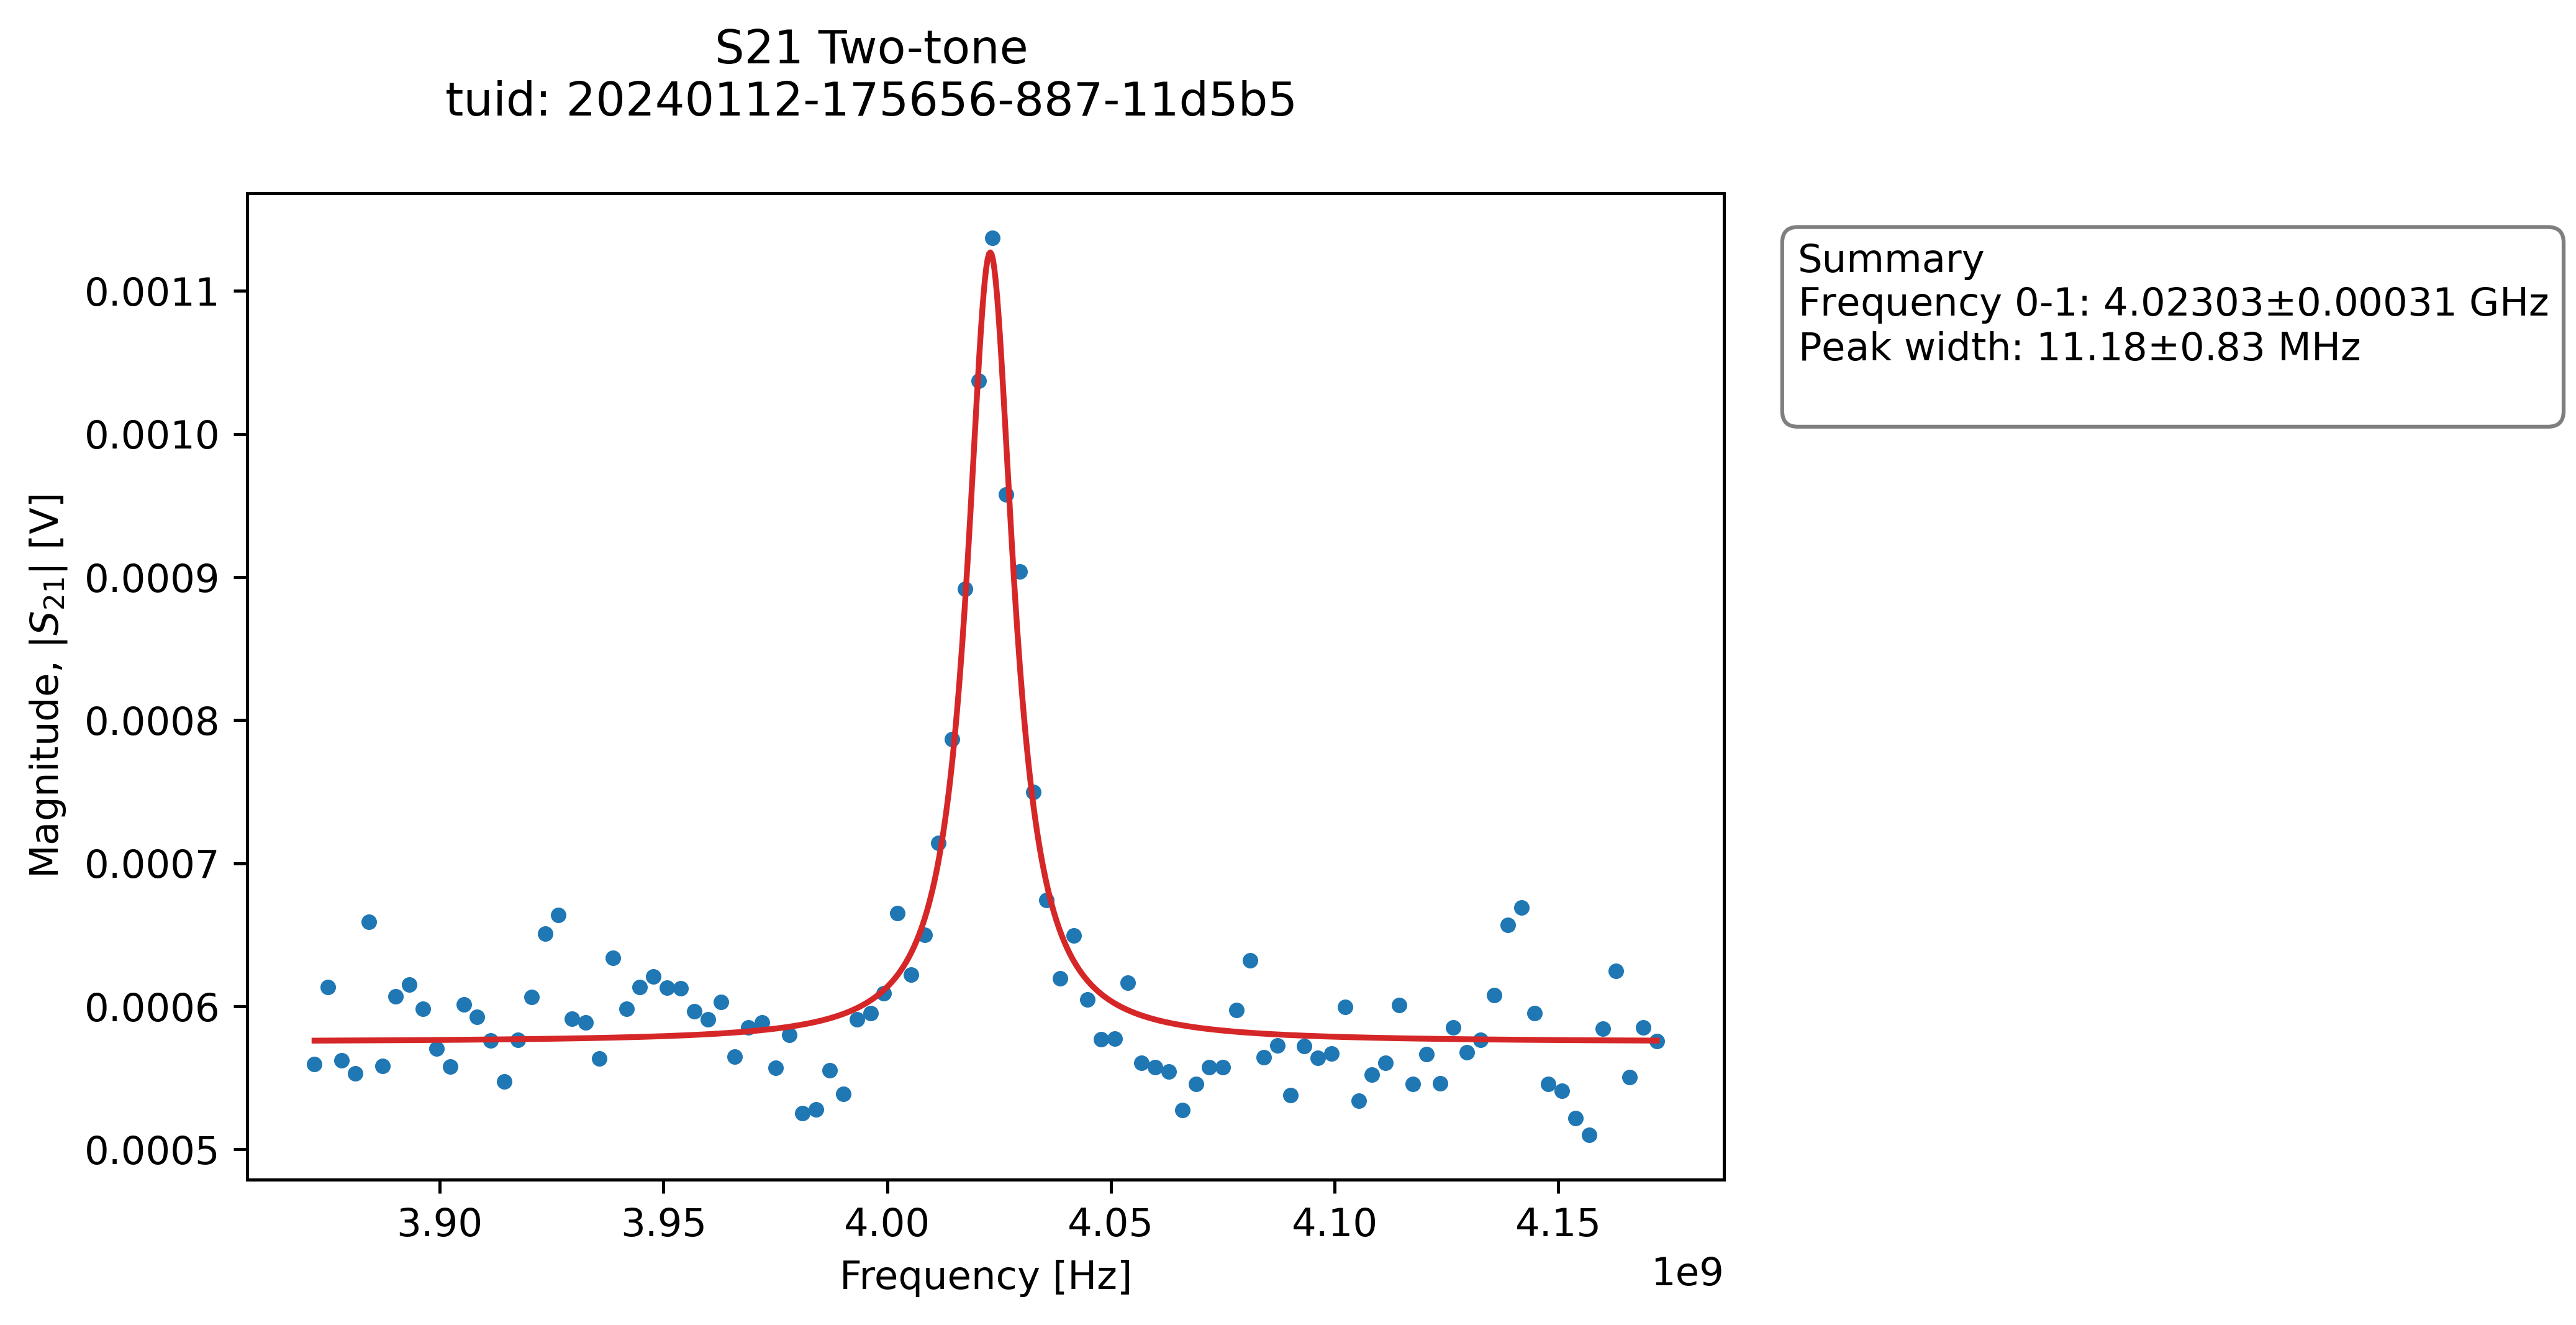 S21 Two-tone
tuid: 20240112-175656-887-11d5b5
Magnitude, |S21| [V]
0.0011
0.0010
0.0009
0.0008
0.0007
0.0006
0.0005
3.90 3.95 4.00 4.05 4.10 4.15
1e9
Frequency [Hz]
Summary
Frequency 0-1: 4.02303±0.00031 GHz
Peak width: 11.18±0.83 MHz